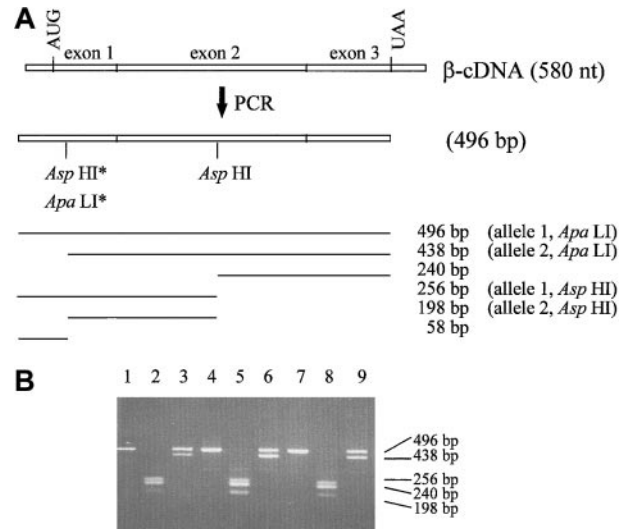 A
AUG
UAA
exon 1 exon 2 exon 3
β-cDNA (580 nt)
PCR
(496 bp)
Asp HI* Asp HI
Apa LI*
496 bp (allele 1, Apa LI)
438 bp (allele 2, Apa LI)
240 bp
256 bp (allele 1, Asp HI)
198 bp (allele 2, Asp HI)
58 bp
B
1 2 3 4 5 6 7 8 9
496 bp
438 bp
256 bp
240 bp
198 bp